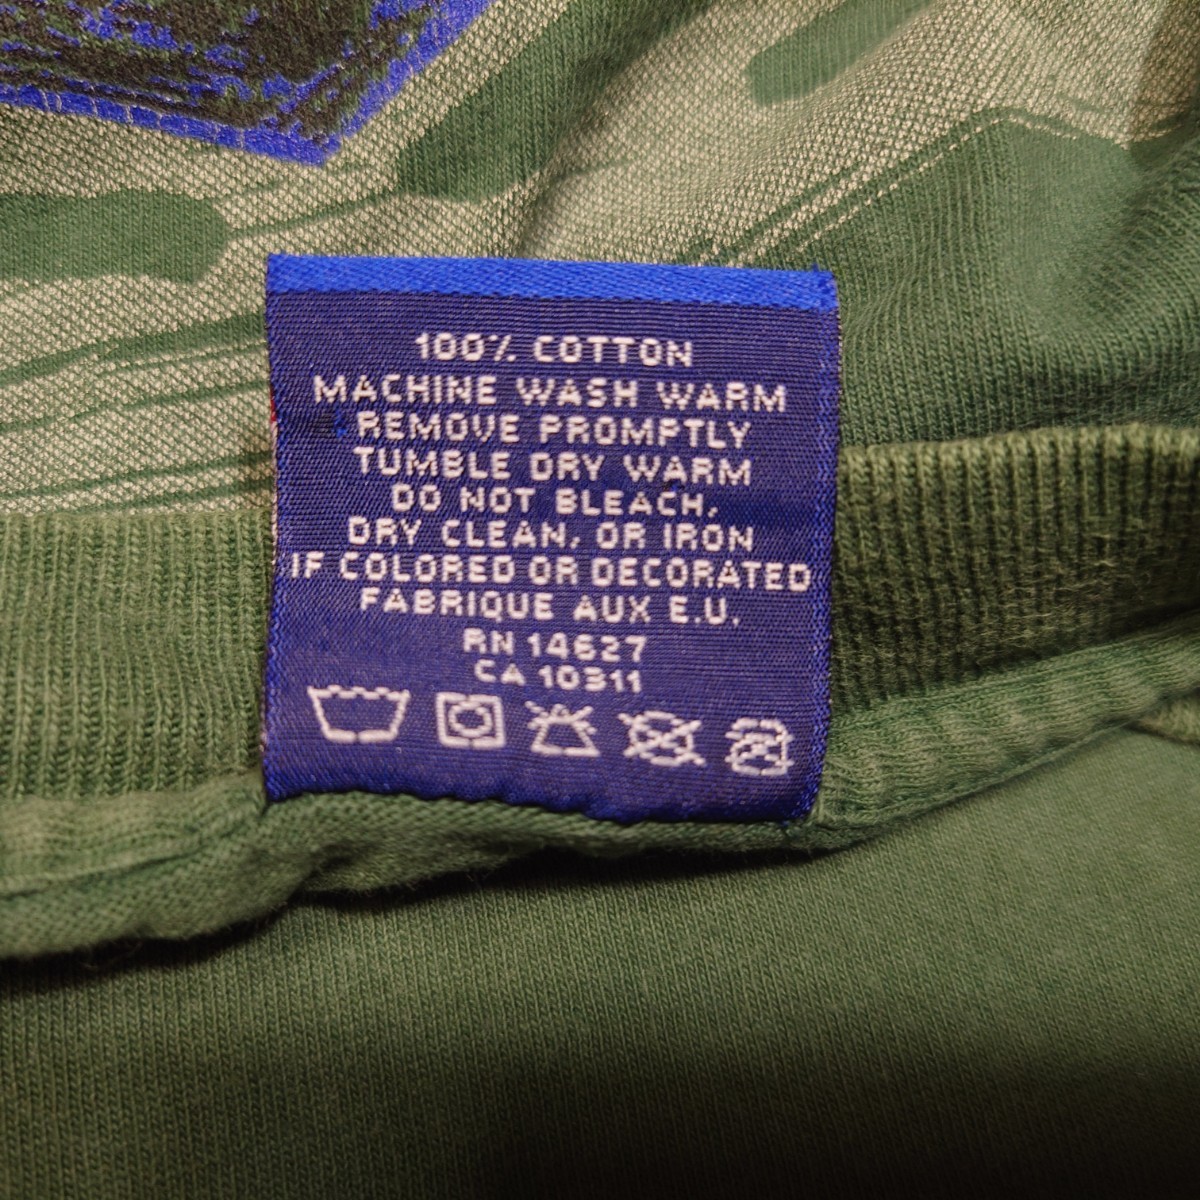 100% COTTON
MACHINE WASH WARM
REMOVE PROMPTLY
TUMBLE DRY WARM
DO NOT BLEACH,
DRY CLEAN, OR IRON
IF COLORED OR DECORATED
FABRIQUE AUX E.U.
RN 14627
CA 10311